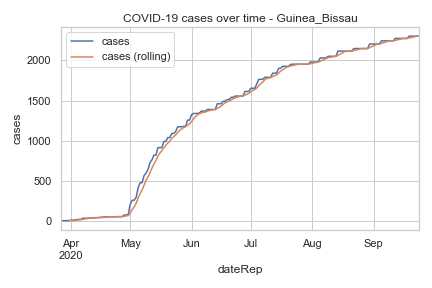 COVID-19 cases over time - Guinea_Bissau
cases
cases (rolling)
cases
2000
1500
1000
500
0
Apr
2020
May
Jun
Jul
Aug
Sep
dateRep